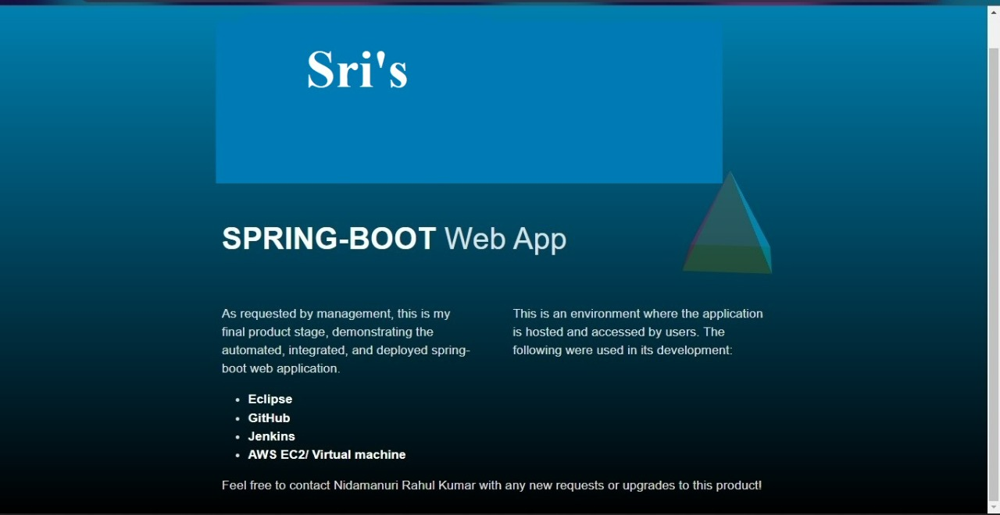 Sri's
SPRING-BOOT Web App
As requested by management, this is my
final product stage, demonstrating the
automated, integrated, and deployed spring-
boot web application.
This is an environment where the application
is hosted and accessed by users. The
following were used in its development:
• Eclipse
• GitHub
• Jenkins
• AWS EC2/ Virtual machine
Feel free to contact Nidamanuri Rahul Kumar with any new requests or upgrades to this product!